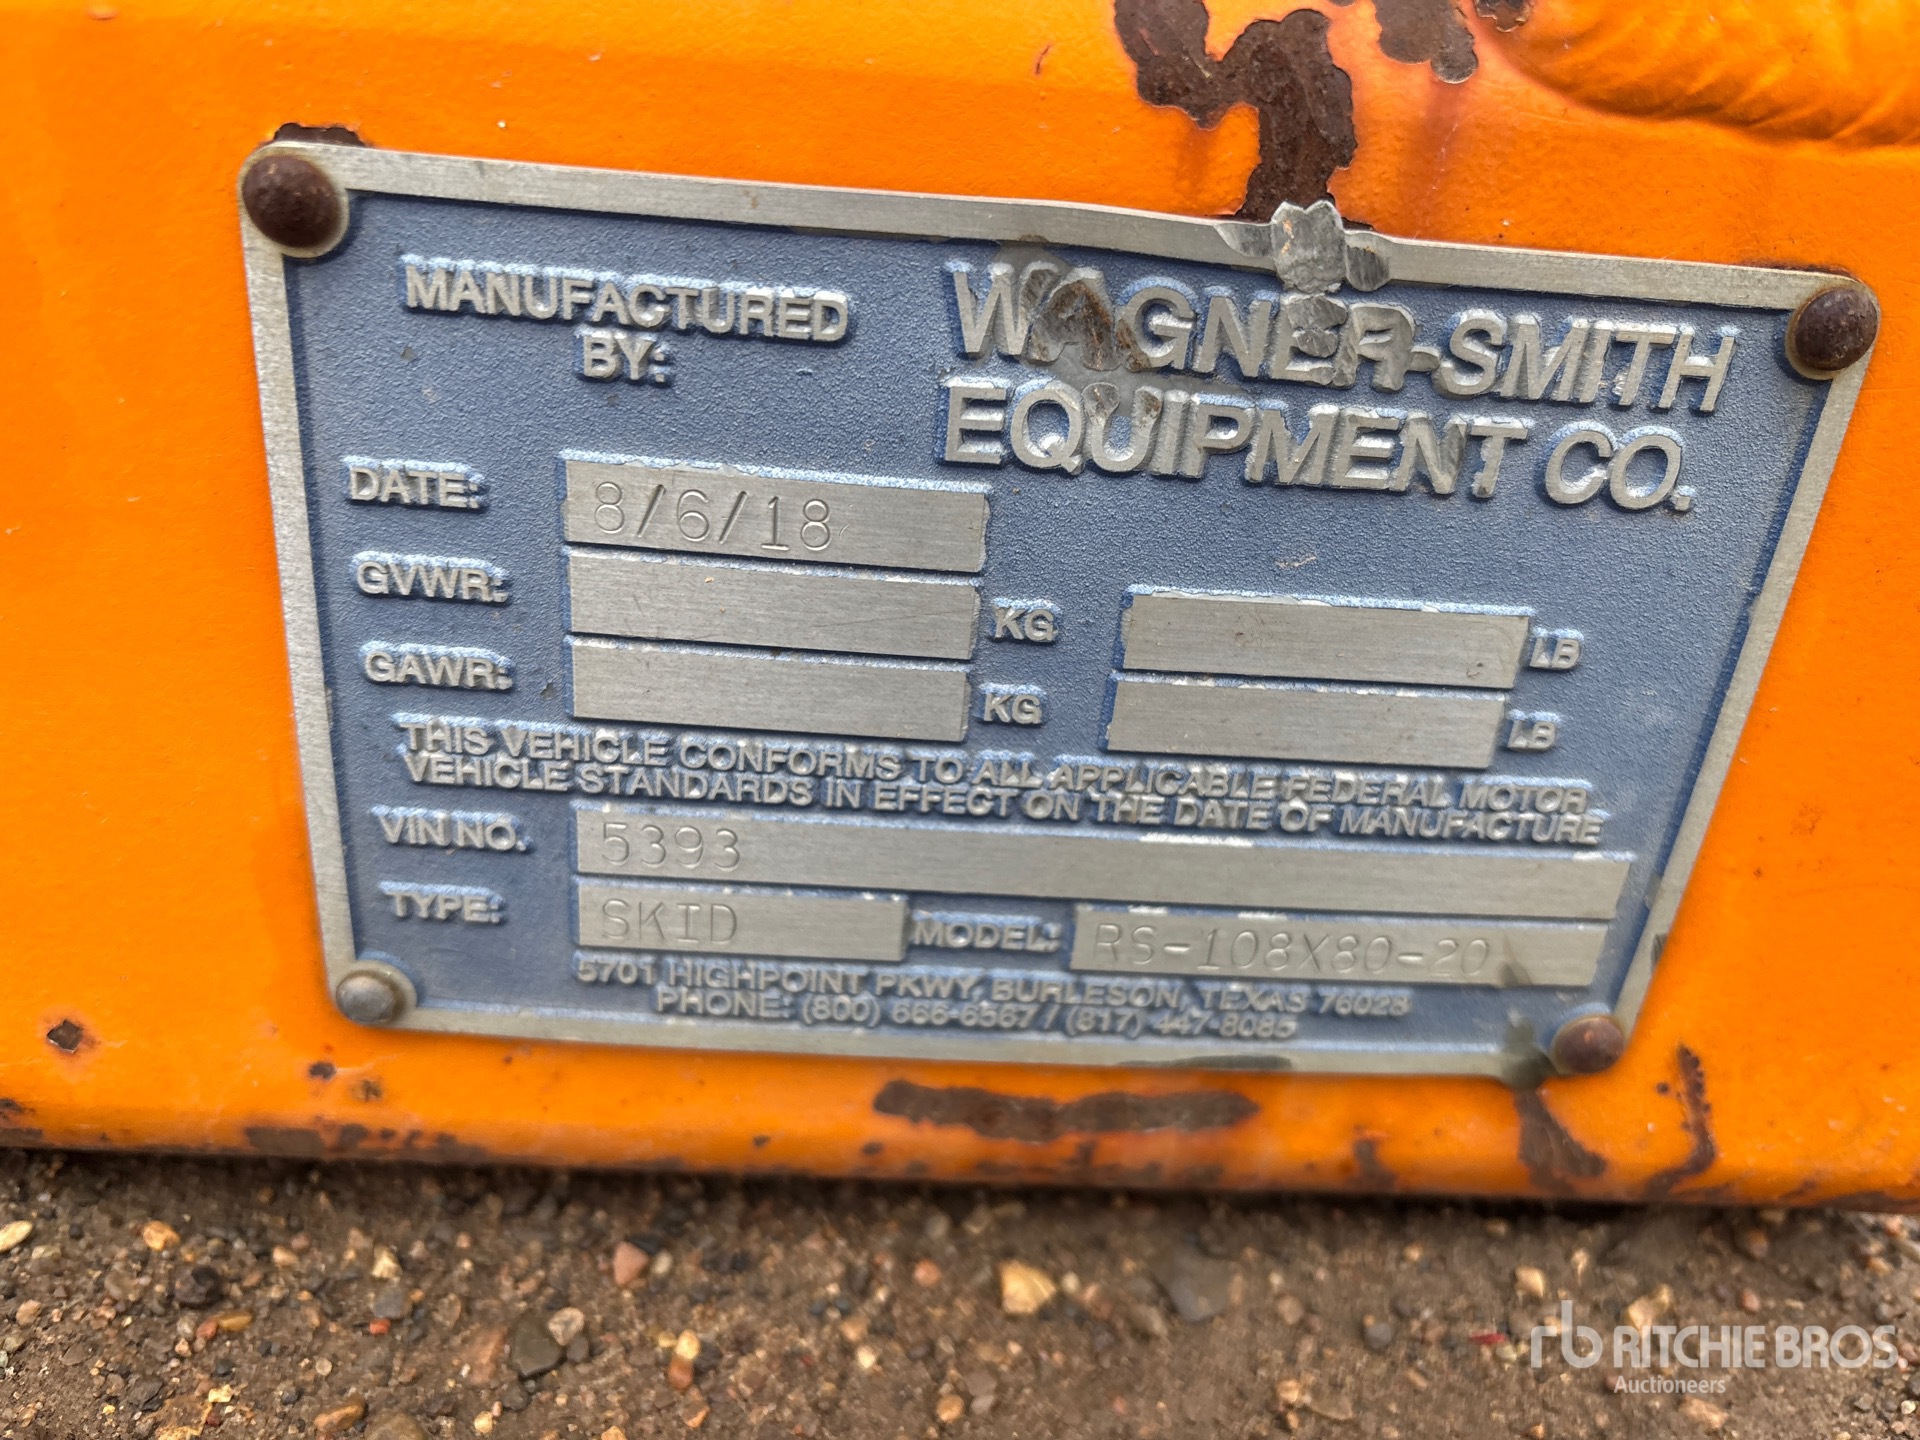 MANUFACTURED
BY:
WAGNER-SMITH
EQUIPMENT CO.
DATE: 8/6/18
GVWR: KG LB
GAWR: KG LB
THIS VEHICLE CONFORMS TO ALL APPLICABLE FEDERAL MOTOR
VEHICLE STANDARDS IN EFFECT ON THE DATE OF MANUFACTURE
VIN NO. 5393
TYPE: SKID MODEL: RS-108X80-20
5701 HIGHPOINT PKWY, BURLESON, TEXAS 76028
PHONE: (800) 666-6567 / (817) 447-8085
rb RITCHIE BROS.
Auctioneers